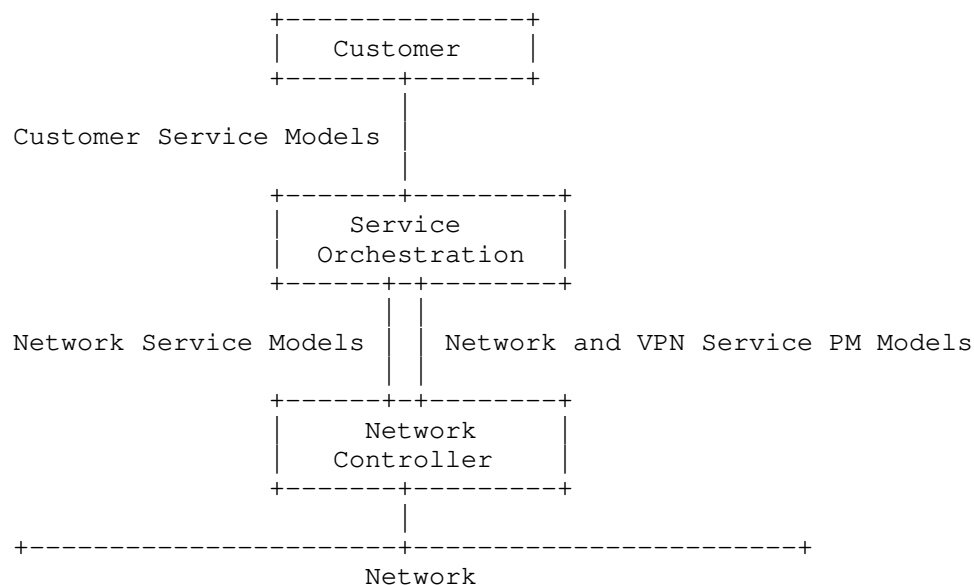 Customer
Customer Service Models
Service
Orchestration
Network Service Models
Network and VPN Service PM Models
Network
Controller
Network